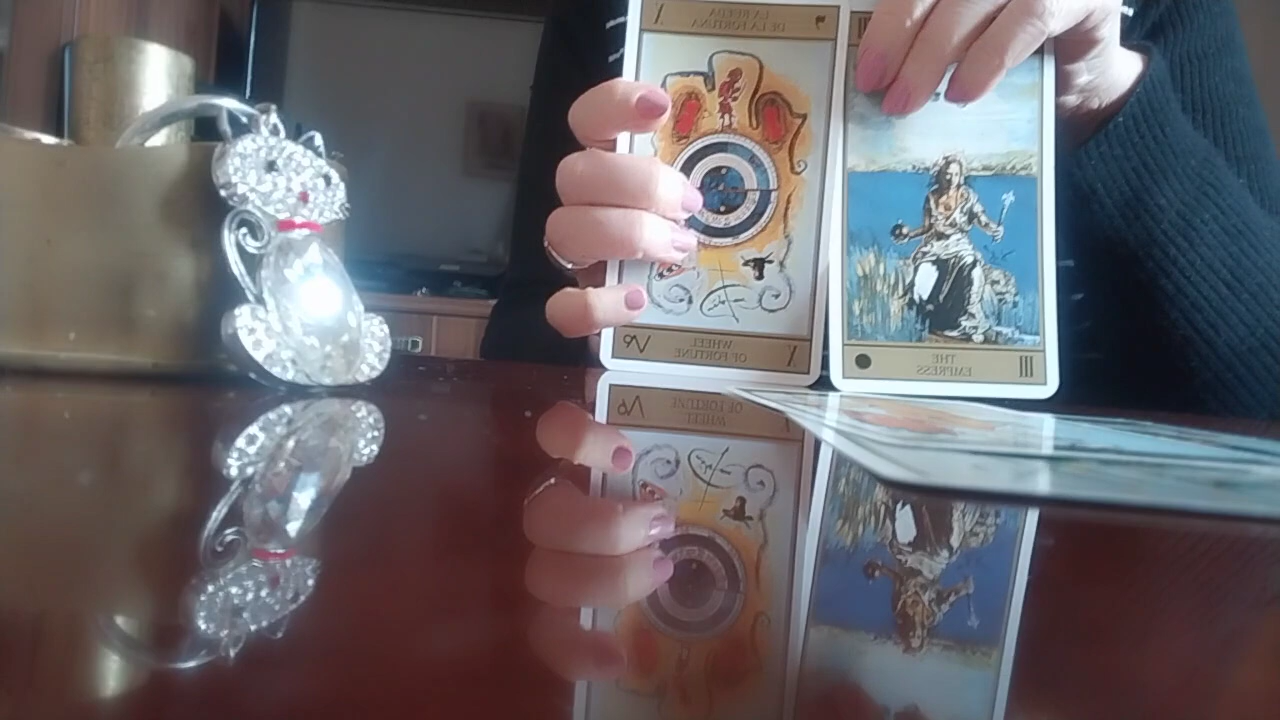 X
LA RUEDA
DE LA FORTUNA
WHEEL
OF FORTUNE
X
THE
EMPRESS
III